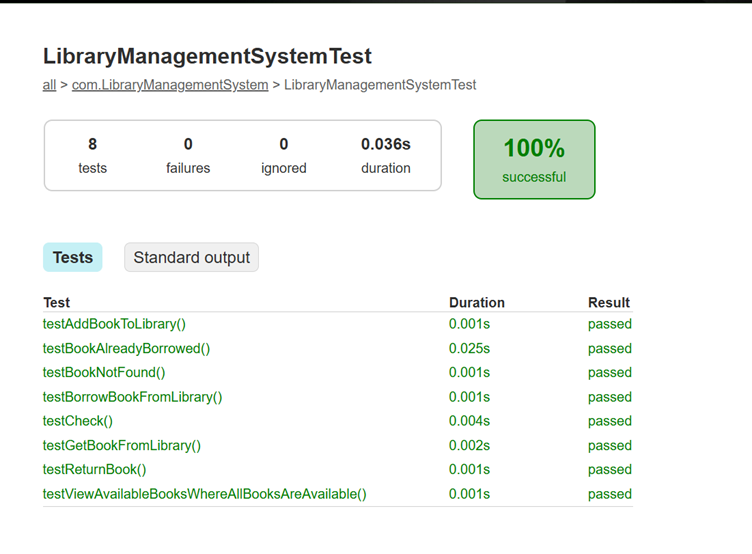 LibraryManagementSystemTest
all > com.LibraryManagementSystem > LibraryManagementSystemTest
8 0 0 0.036s
tests failures ignored duration
100%
successful
Tests Standard output
Test Duration Result
testAddBookToLibrary() 0.001s passed
testBookAlreadyBorrowed() 0.025s passed
testBookNotFound() 0.001s passed
testBorrowBookFromLibrary() 0.001s passed
testCheck() 0.004s passed
testGetBookFromLibrary() 0.002s passed
testReturnBook() 0.001s passed
testViewAvailableBooksWhereAllBooksAreAvailable() 0.001s passed